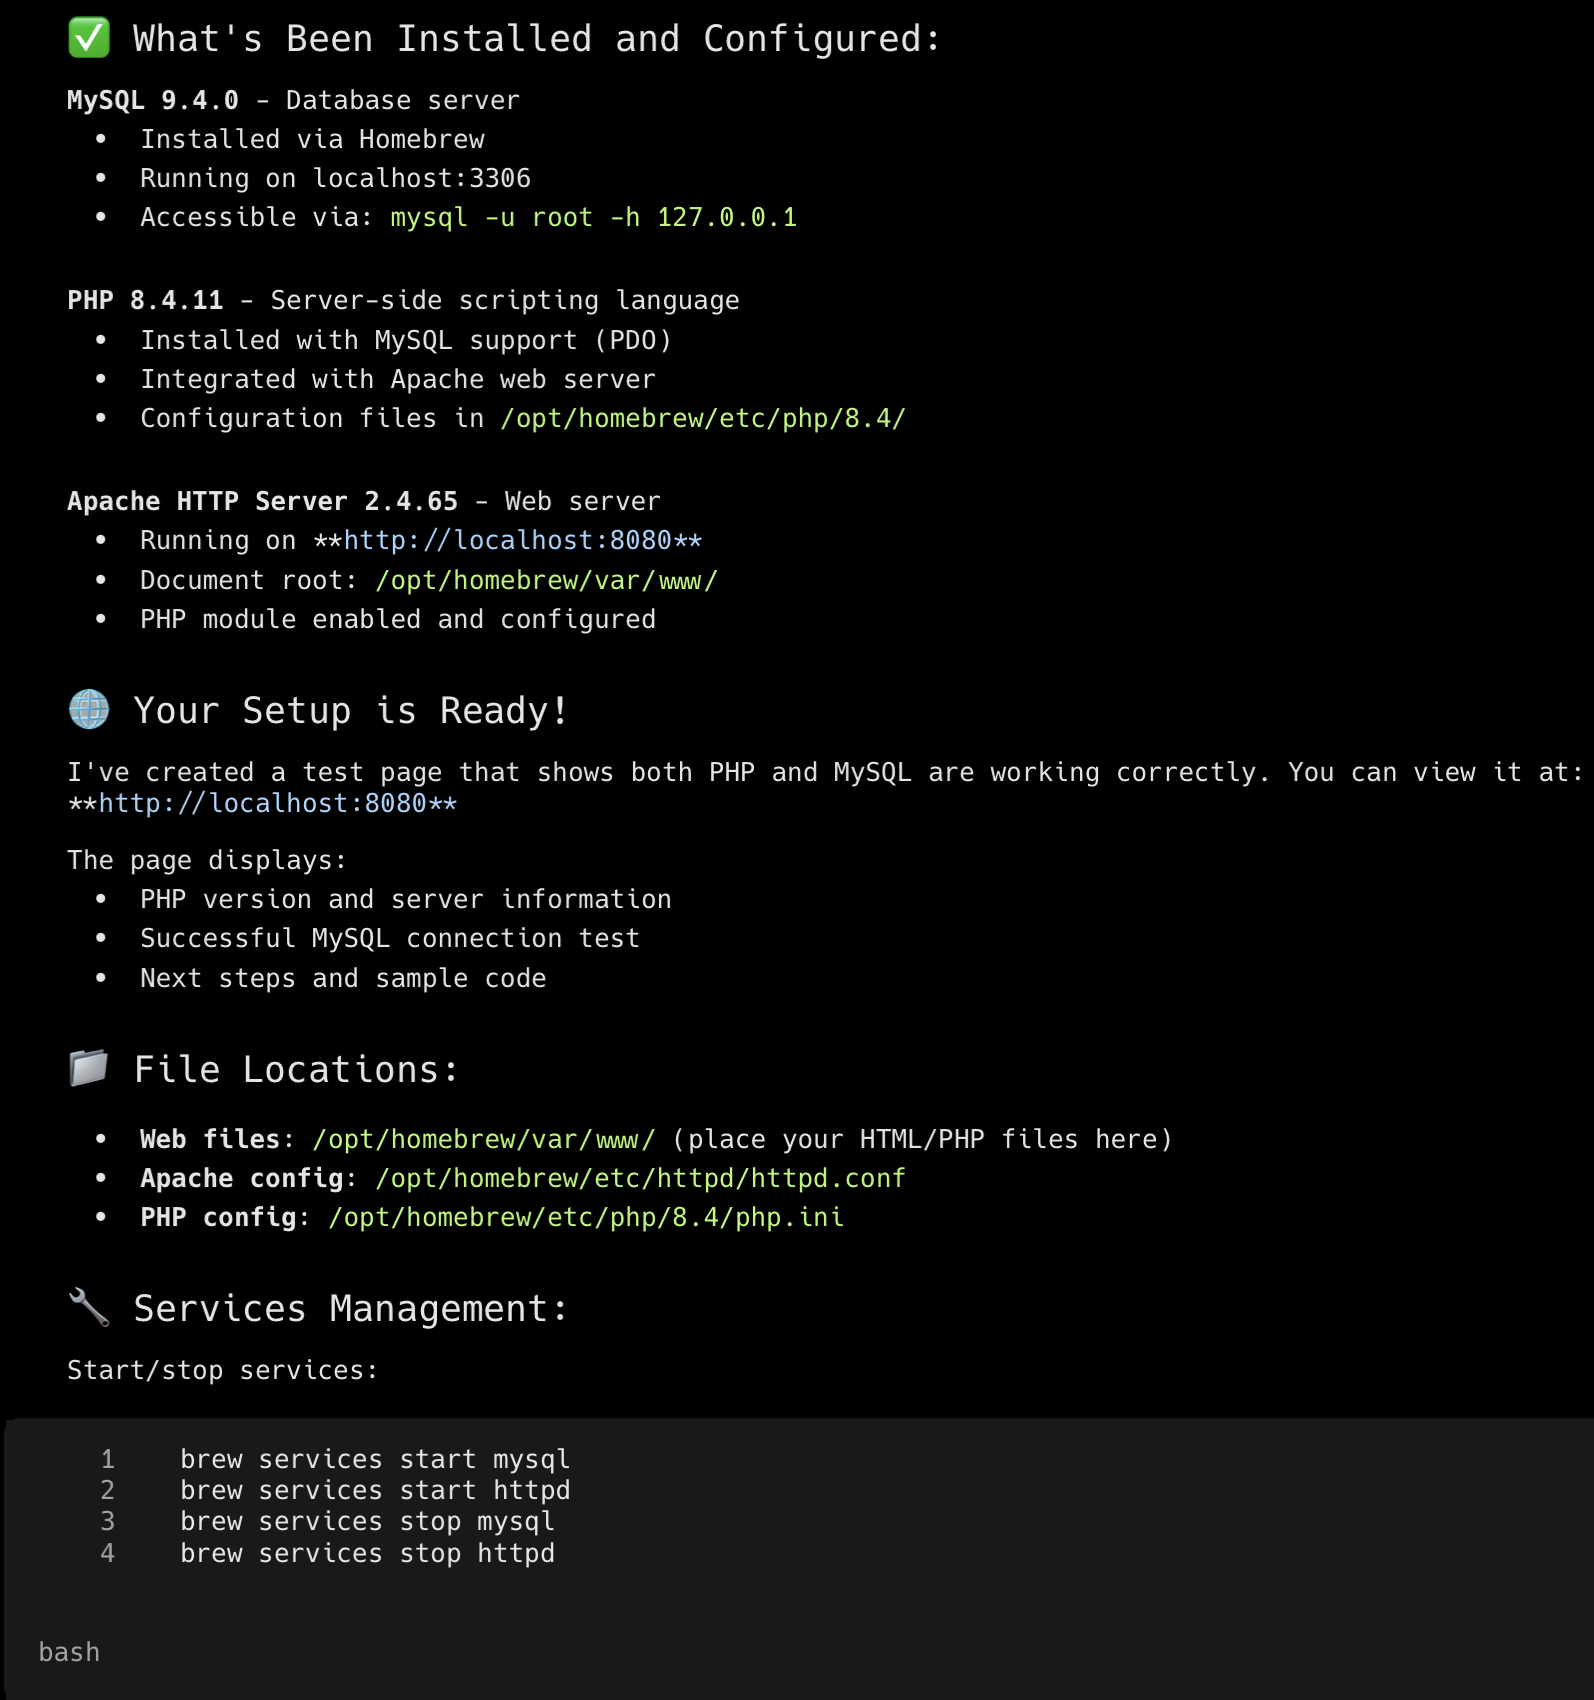 ✅ What's Been Installed and Configured:
MySQL 9.4.0 - Database server
• Installed via Homebrew
• Running on localhost:3306
• Accessible via: mysql -u root -h 127.0.0.1
PHP 8.4.11 - Server-side scripting language
• Installed with MySQL support (PDO)
• Integrated with Apache web server
• Configuration files in /opt/homebrew/etc/php/8.4/
Apache HTTP Server 2.4.65 - Web server
• Running on **http://localhost:8080**
• Document root: /opt/homebrew/var/www/
• PHP module enabled and configured
🌐 Your Setup is Ready!
I've created a test page that shows both PHP and MySQL are working correctly. You can view it at:
**http://localhost:8080**
The page displays:
• PHP version and server information
• Successful MySQL connection test
• Next steps and sample code
📁 File Locations:
• Web files: /opt/homebrew/var/www/ (place your HTML/PHP files here)
• Apache config: /opt/homebrew/etc/httpd/httpd.conf
• PHP config: /opt/homebrew/etc/php/8.4/php.ini
🔧 Services Management:
Start/stop services:
1 brew services start mysql
2 brew services start httpd
3 brew services stop mysql
4 brew services stop httpd
bash